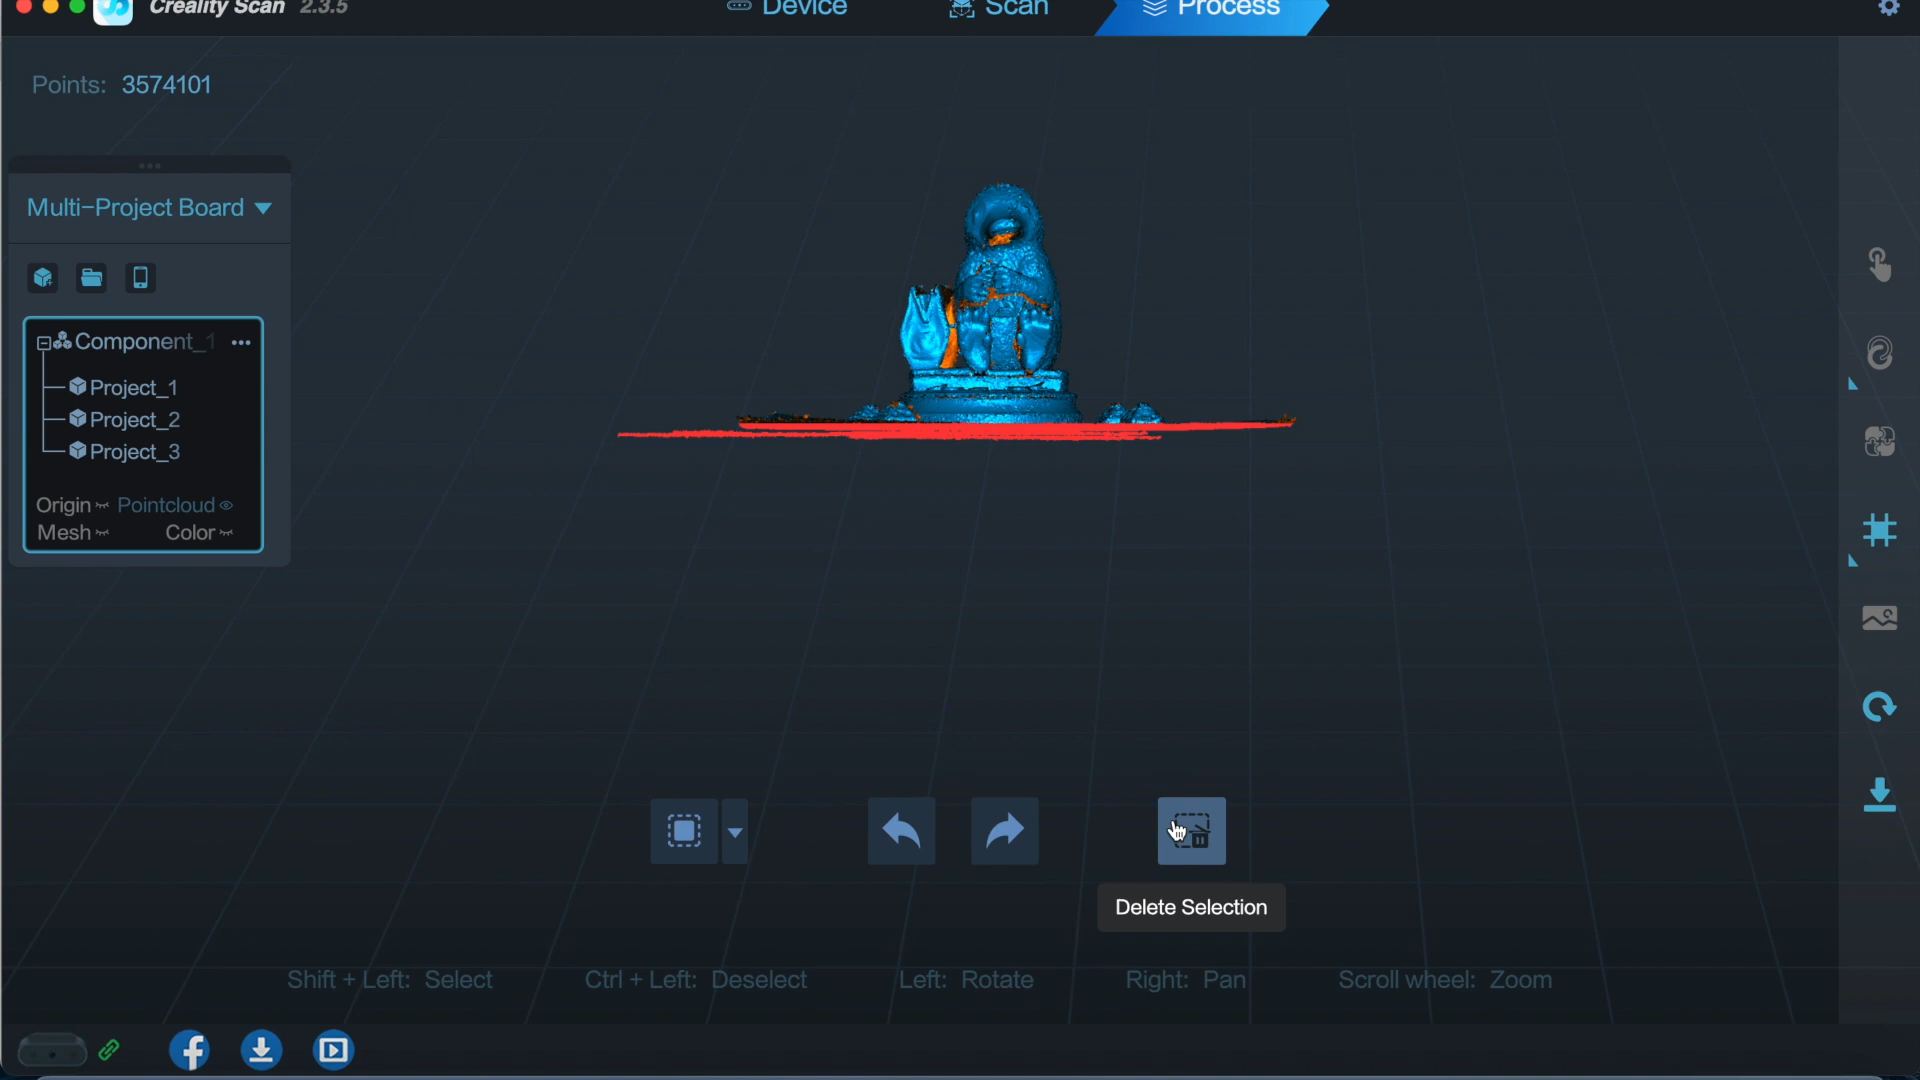 Creality Scan 2.3.5
Device
Scan
Process
Points: 3574101
Multi-Project Board
Component_1
Project_1
Project_2
Project_3
Origin Pointcloud
Mesh Color
Delete Selection
Shift + Left: Select
Ctrl + Left: Deselect
Left: Rotate
Right: Pan
Scroll wheel: Zoom